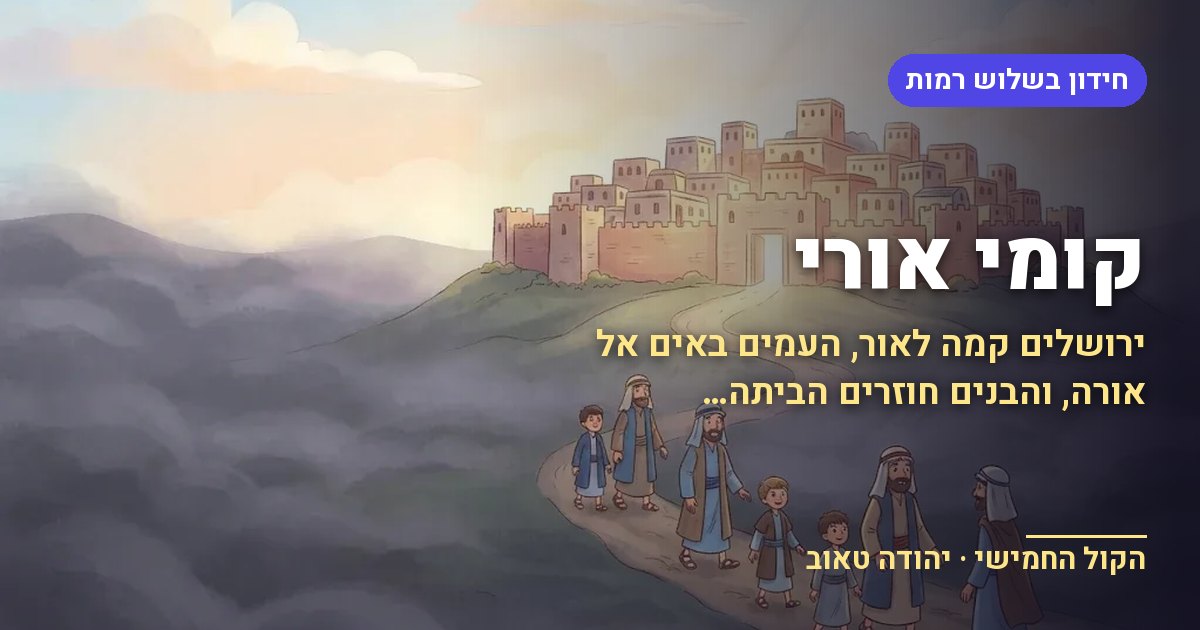 חידון בשלוש רמות
קומי אורי
ירושלים קמה לאור, העמים באים אל
אורה, והבנים חוזרים הביתה...
הקול החמישי · יהודה טאוב